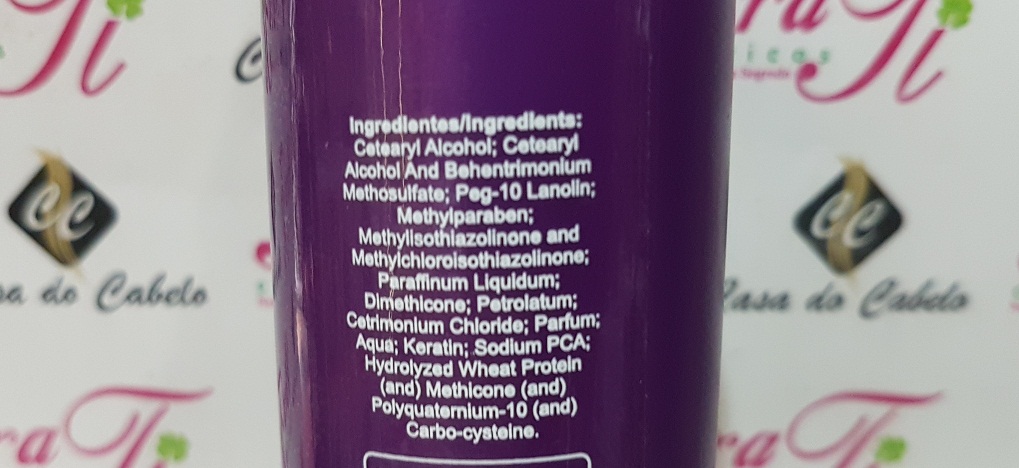 Ingredientes/Ingredients:
Cetearyl Alcohol; Cetearyl
Alcohol And Behentrimonium
Methosulfate; Peg-10 Lanolin;
Methylparaben;
Methylisothiazolinone and
Methylchloroisothiazolinone;
Paraffinum Liquidum;
Dimethicone; Petrolatum;
Cetrimonium Chloride; Parfum;
Aqua; Keratin; Sodium PCA;
Hydrolyzed Wheat Protein
(and) Methicone (and)
Polyquaternium-10 (and)
Carbo-cysteine.
CC
do Cabelo
CC
Casa do Cabelo